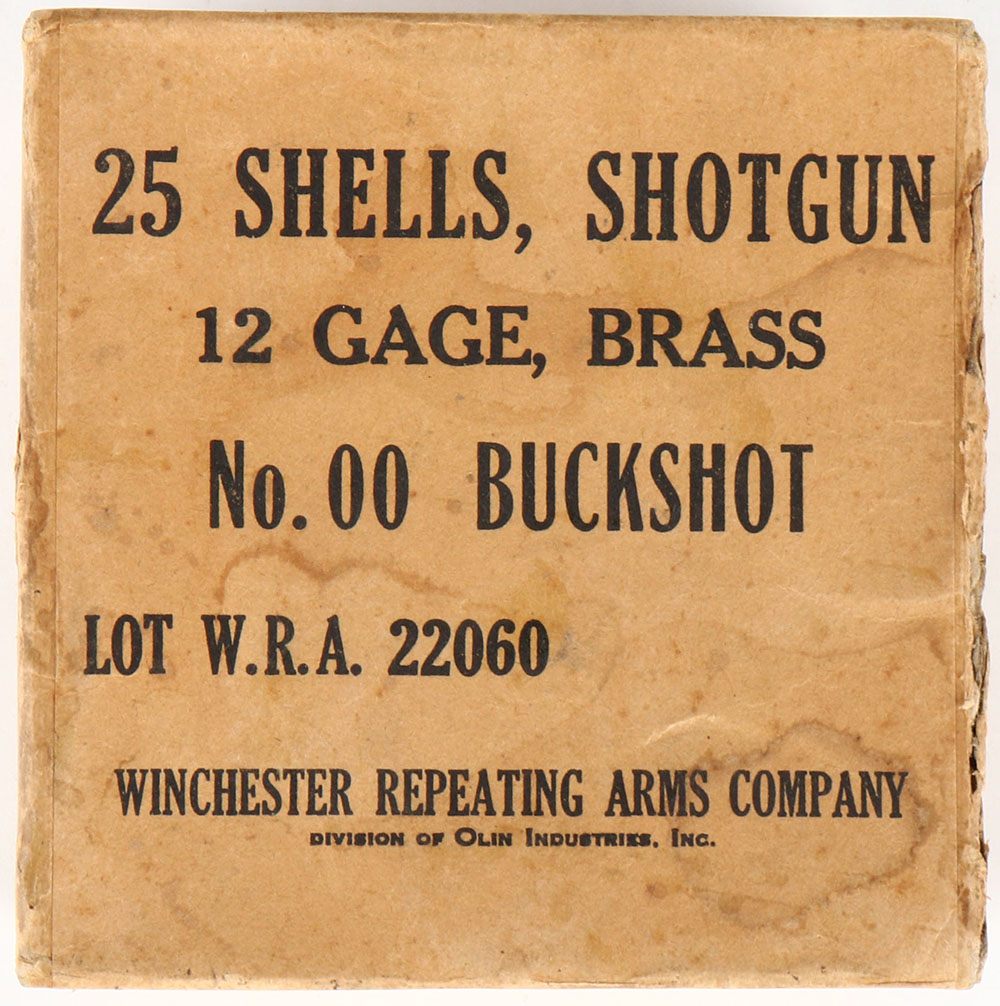 25 SHELLS, SHOTGUN
12 GAGE, BRASS
No. 00 BUCKSHOT
LOT W.R.A. 22060
WINCHESTER REPEATING ARMS COMPANY
DIVISION OF OLIN INDUSTRIES, INC.